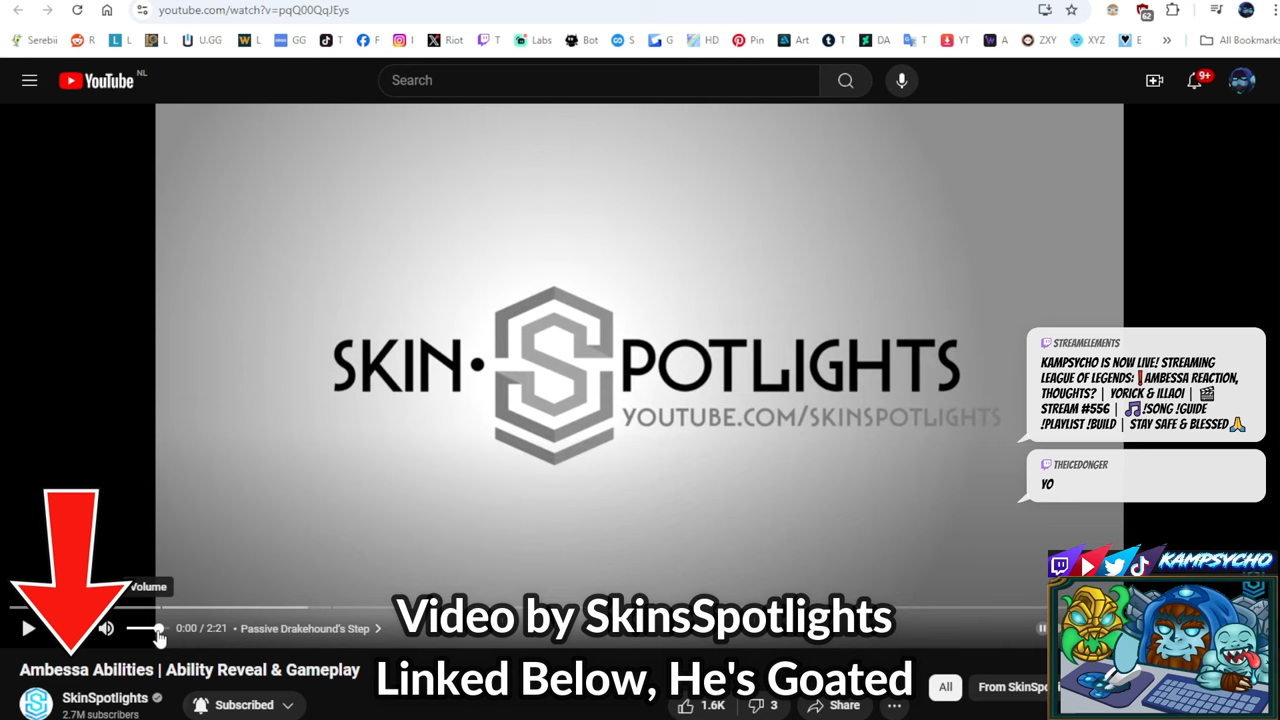 youtube.com/watch?v=pqQ00QqJEys
Serebii R L L U.GG L GG T F I Riot T Labs Bot S G HD Pin Art T DA T YT A ZXY XYZ E » All Bookmarks
YouTube NL
Search
9+
62
SKIN•SPOTLIGHTS
YOUTUBE.COM/SKINSPOTLIGHTS
STREAMELEMENTS
KAMPSYCHO IS NOW LIVE! STREAMING
LEAGUE OF LEGENDS: ❗AMBESSA REACTION,
THOUGHTS? | YORICK & ILLAOI | 🎬
STREAM #556 | 🎵!SONG !GUIDE
!PLAYLIST !BUILD | STAY SAFE & BLESSED🙏
THEICEDONGER
YO
KAMPSYCHO
Volume
0:00 / 2:21 • Passive Drakehound's Step >
Video by SkinsSpotlights
Linked Below, He's Goated
Ambessa Abilities | Ability Reveal & Gameplay
SkinSpotlights
2.7M subscribers
Subscribed
1.6K
3
Share
All
From SkinSpo